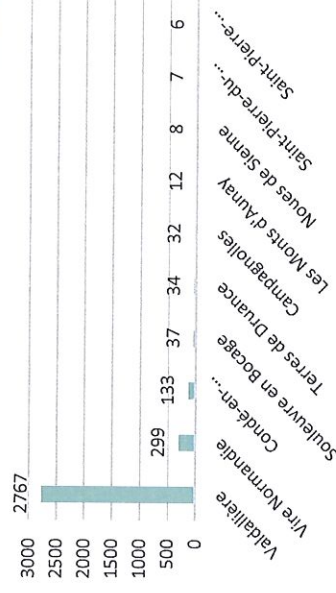 3000
2500
2000
1500
1000
500
0
2767
299
133
37
34
32
12
8
7
6
Valdallière
Vire Normandie
Condé-en-...
Souleuvre en Bocage
Terres de Druance
Campagnolles
Les Monts d'Aunay
Noues de Sienne
Saint-Pierre-du-...
Saint-Pierre-...